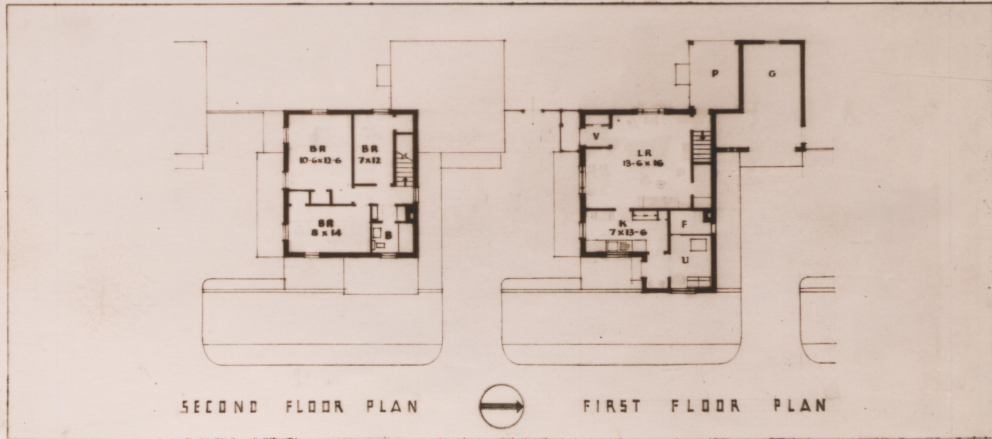 BR
10-6 x 12-6
BR
7 x 12
BR
8 x 14
B
P
G
V
LR
13-6 x 16
K
7 x 13-6
F
U
SECOND FLOOR PLAN
FIRST FLOOR PLAN